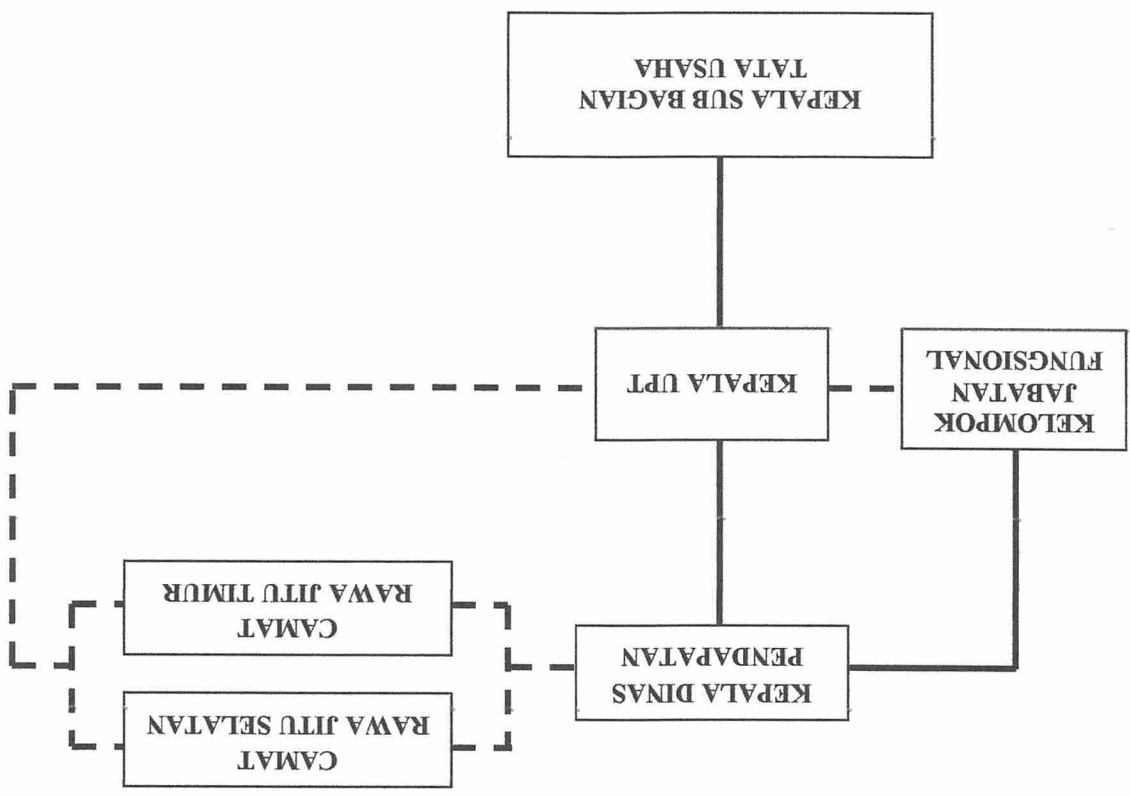 CAMAT
RAWA JITU SELATAN
KEPALA DINAS
PENDAPATAN
CAMAT
RAWA JITU TIMUR
KELOMPOK
JABATAN
FUNGSIONAL
KEPALA UPT
KEPALA SUB BAGIAN
TATA USAHA